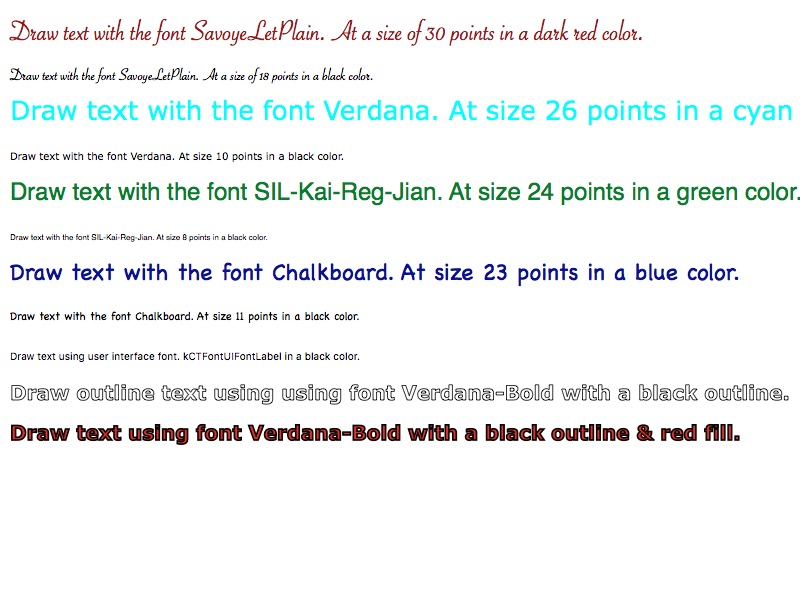 Draw text with the font SavoyeLetPlain. At a size of 30 points in a dark red color.
Draw text with the font SavoyeLetPlain. At a size of 18 points in a black color.
Draw text with the font Verdana. At size 26 points in a cyan
Draw text with the font Verdana. At size 10 points in a black color.
Draw text with the font SIL-Kai-Reg-Jian. At size 24 points in a green color.
Draw text with the font SIL-Kai-Reg-Jian. At size 8 points in a black color.
Draw text with the font Chalkboard. At size 23 points in a blue color.
Draw text with the font Chalkboard. At size 11 points in a black color.
Draw text using user interface font. kCTFontUIFontLabel in a black color.
Draw outline text using using font Verdana-Bold with a black outline.
Draw text using font Verdana-Bold with a black outline & red fill.